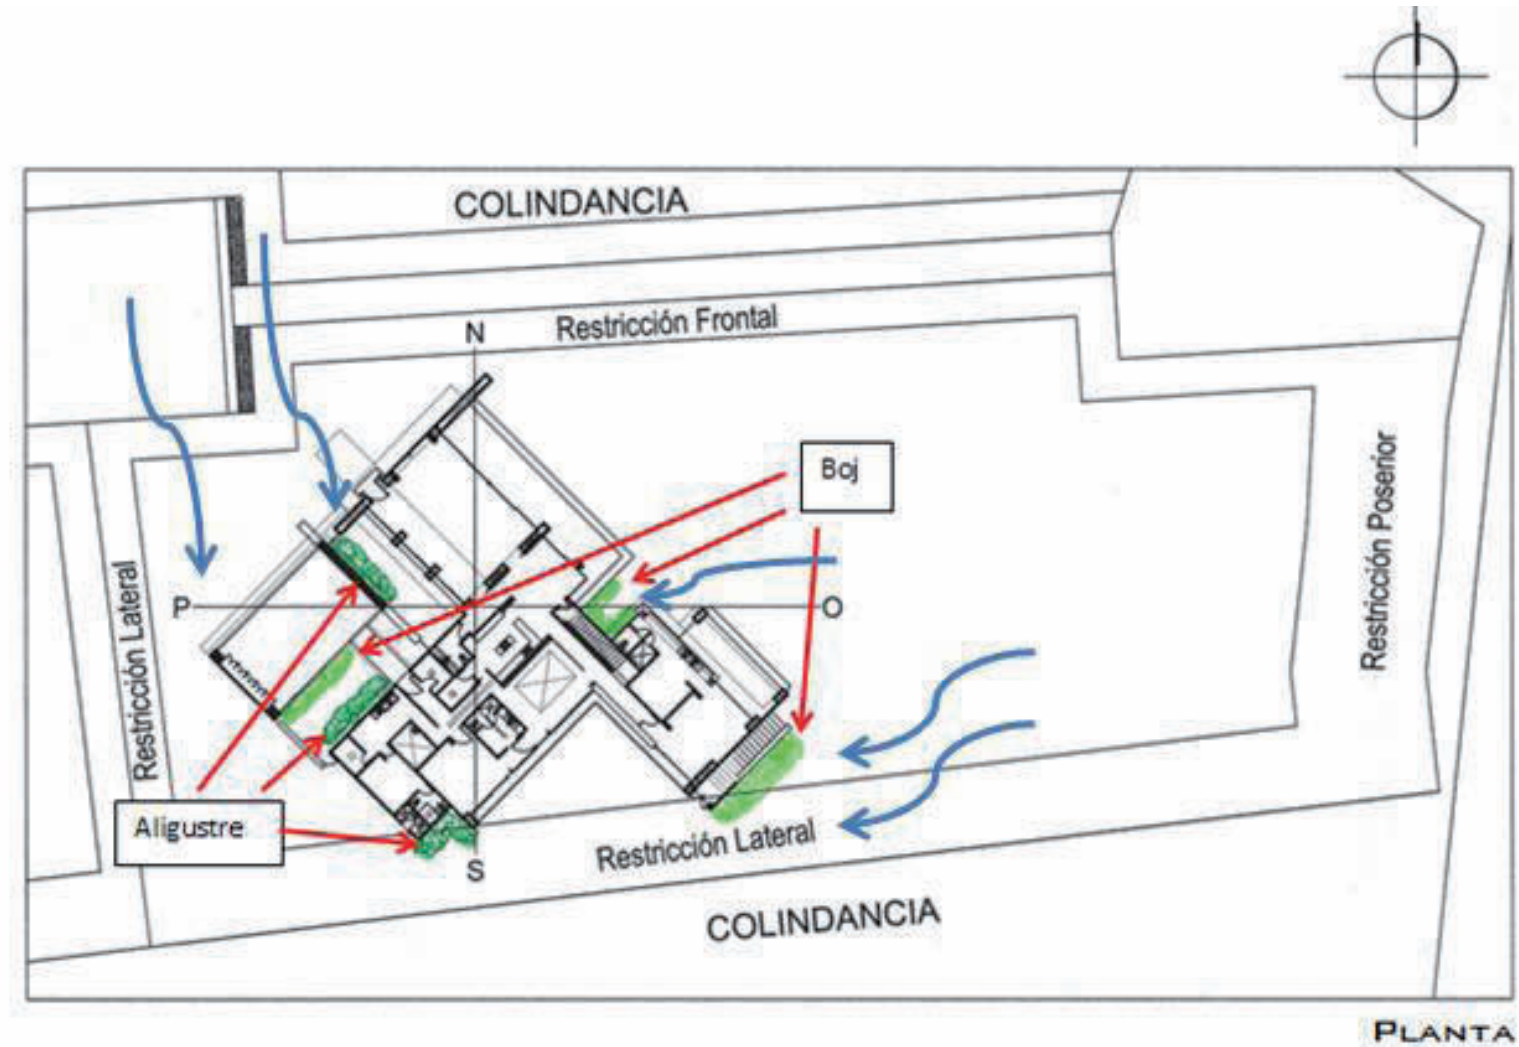 COLINDANCIA
Restricción Frontal
N
Boj
Restricción Poserior
P
O
Restricción Lateral
Aligustre
Restricción Lateral
S
COLINDANCIA
PLANTA